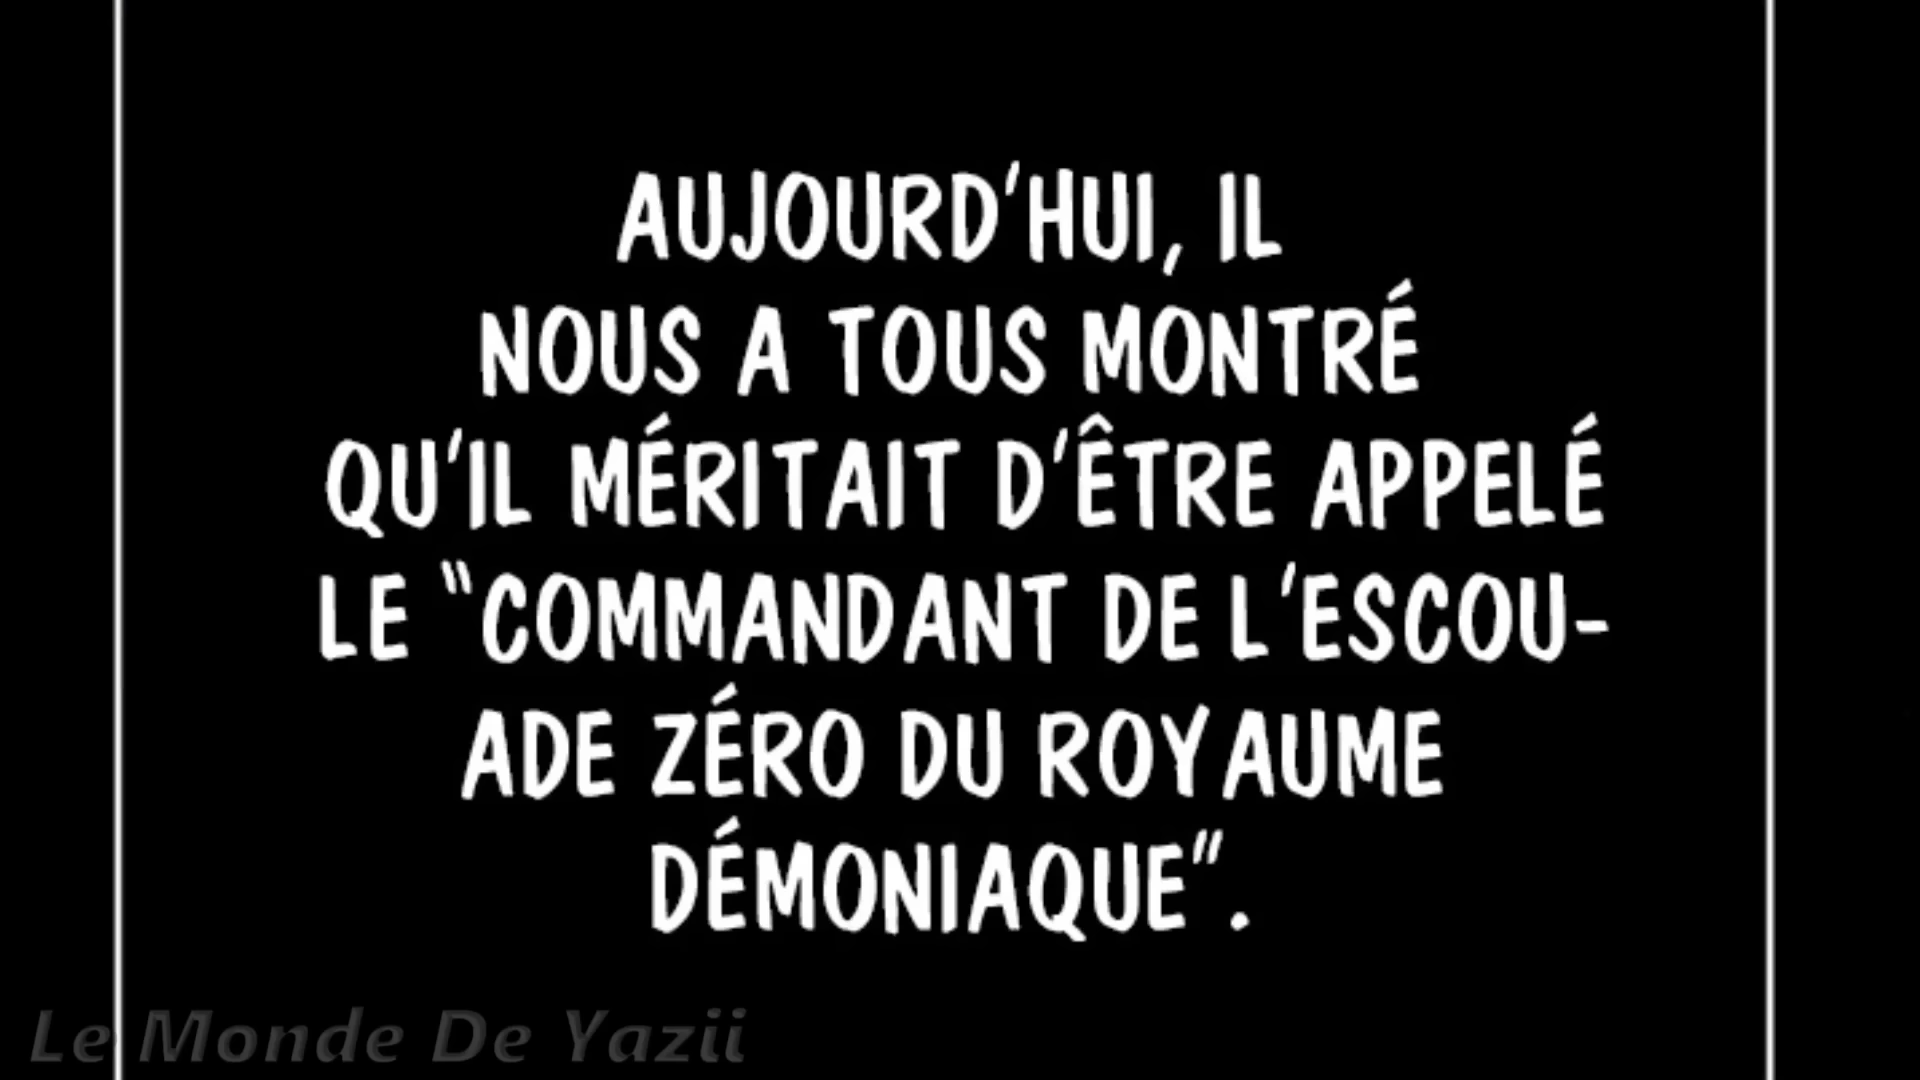 AUJOURD'HUI, IL
NOUS A TOUS MONTRÉ
QU'IL MÉRITAIT D'ÊTRE APPELÉ
LE "COMMANDANT DE L'ESCOU-
ADE ZÉRO DU ROYAUME
DÉMONIAQUE".
Le Monde De Yazii